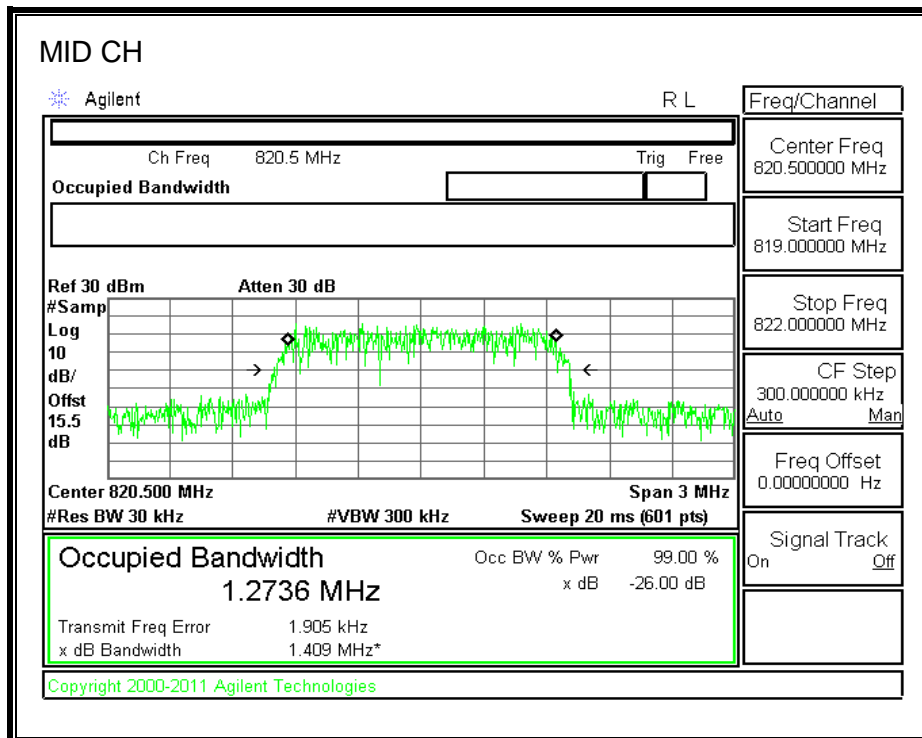 MID CH
Agilent R L
Freq/Channel
Ch Freq 820.5 MHz Trig Free
Occupied Bandwidth
Center Freq
820.500000 MHz
Start Freq
819.000000 MHz
Stop Freq
822.000000 MHz
CF Step
300.000000 kHz
Auto Man
Freq Offset
0.00000000 Hz
Signal Track
On Off
Ref 30 dBm Atten 30 dB
#Samp
Log
10
dB/
Offst
15.5
dB
Center 820.500 MHz Span 3 MHz
#Res BW 30 kHz #VBW 300 kHz Sweep 20 ms (601 pts)
Occupied Bandwidth
1.2736 MHz
Occ BW % Pwr 99.00 %
x dB -26.00 dB
Transmit Freq Error 1.905 kHz
x dB Bandwidth 1.409 MHz*
Copyright 2000-2011 Agilent Technologies